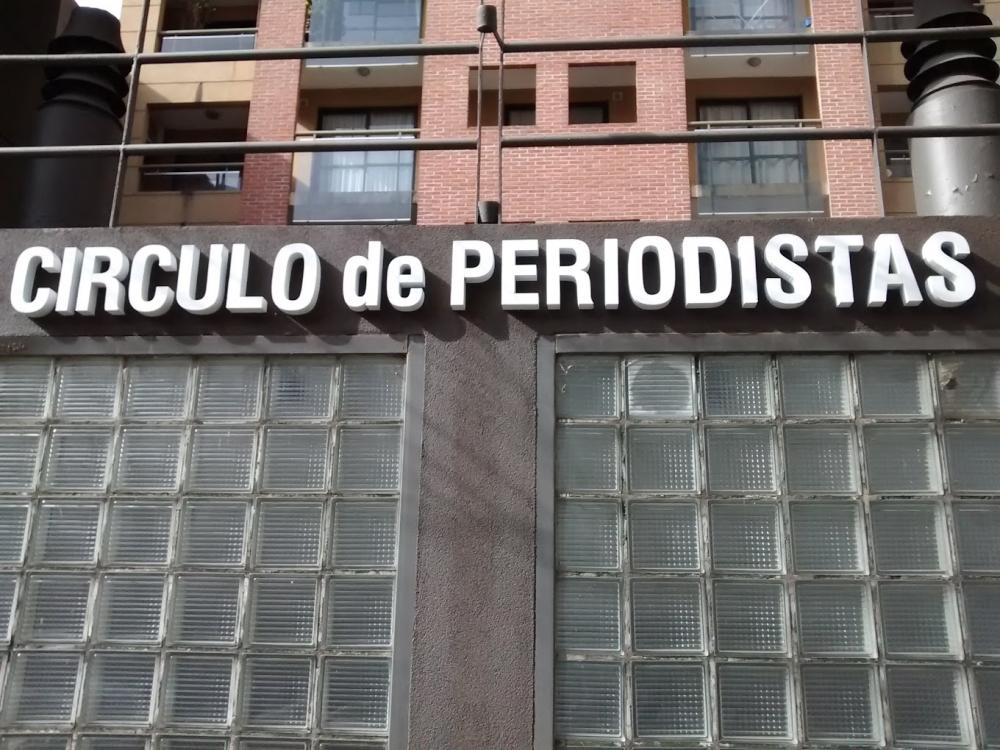 CIRCULO de PERIODISTAS